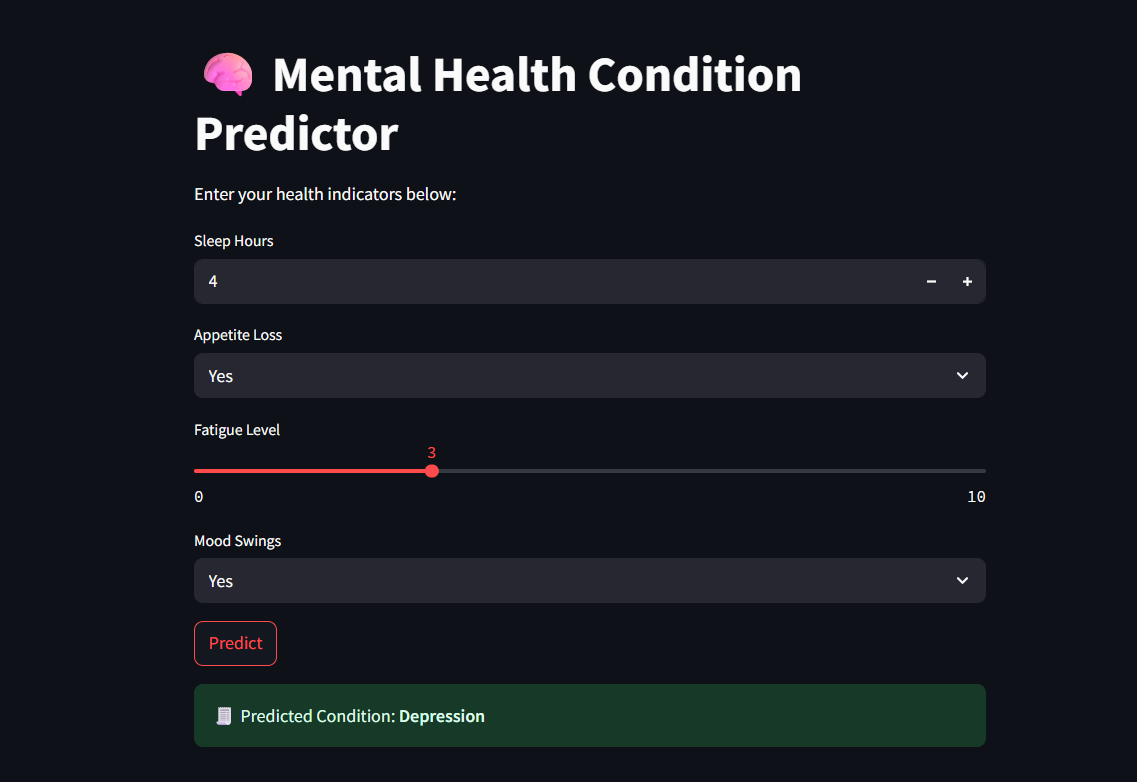 Mental Health Condition
Predictor
Enter your health indicators below:
Sleep Hours
4
Appetite Loss
Yes
Fatigue Level
3
0 10
Mood Swings
Yes
Predict
Predicted Condition: Depression